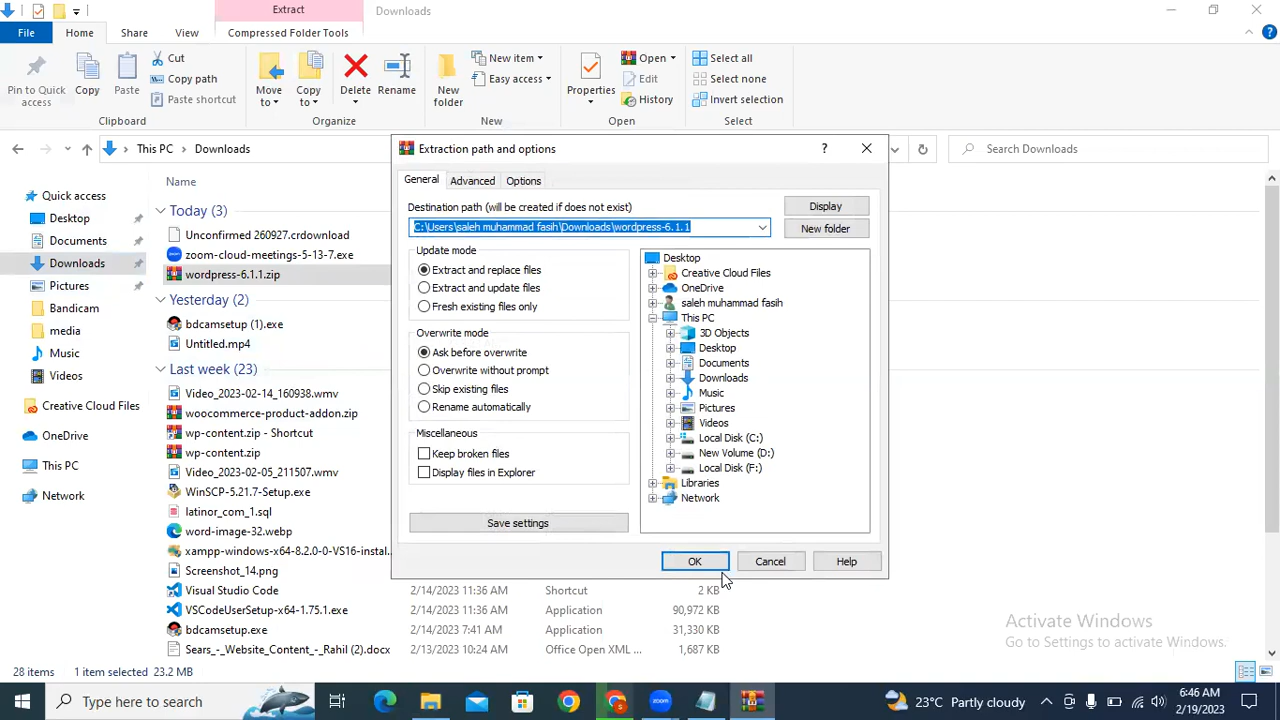 Extract
Downloads
File
Home
Share
View
Compressed Folder Tools
Pin to Quick access
Copy
Paste
Cut
Copy path
Paste shortcut
Clipboard
Move to
Copy to
Delete
Rename
Organize
New folder
New item
Easy access
New
Properties
Open
Edit
History
Open
Select all
Select none
Invert selection
Select
This PC > Downloads
Search Downloads
Quick access
Desktop
Documents
Downloads
Pictures
Bandicam
media
Music
Videos
Creative Cloud Files
OneDrive
This PC
Network
Name
Today (3)
Unconfirmed 260927.crdownload
zoom-cloud-meetings-5-13-7.exe
wordpress-6.1.1.zip
Yesterday (2)
bdcamsetup (1).exe
Untitled.mp4
Last week (23)
Video_2023-02-14_160938.wmv
woocommerce-product-addon.zip
wp-content.zip - Shortcut
wp-content.zip
Video_2023-02-05_211507.wmv
WinSCP-5.21.7-Setup.exe
latinor_com_1.sql
word-image-32.webp
xampp-windows-x64-8.2.0-0-VS16-instal...
Screenshot_14.png
Visual Studio Code 2/14/2023 11:36 AM Shortcut 2 KB
VSCodeUserSetup-x64-1.75.1.exe 2/14/2023 11:36 AM Application 90,972 KB
bdcamsetup.exe 2/14/2023 7:41 AM Application 31,330 KB
Sears_-_Website_Content_-_Rahil (2).docx 2/13/2023 10:24 AM Office Open XML ... 1,687 KB
Extraction path and options
?
General
Advanced
Options
Destination path (will be created if does not exist)
C:\Users\saleh muhammad fasih\Downloads\wordpress-6.1.1
Display
New folder
Update mode
Extract and replace files
Extract and update files
Fresh existing files only
Overwrite mode
Ask before overwrite
Overwrite without prompt
Skip existing files
Rename automatically
Miscellaneous
Keep broken files
Display files in Explorer
Save settings
Desktop
Creative Cloud Files
OneDrive
saleh muhammad fasih
This PC
3D Objects
Desktop
Documents
Downloads
Music
Pictures
Videos
Local Disk (C:)
New Volume (D:)
Local Disk (F:)
Libraries
Network
OK
Cancel
Help
Activate Windows
Go to Settings to activate Windows.
28 items
1 item selected 23.2 MB
Type here to search
zoom
23°C Partly cloudy
6:46 AM
2/19/2023